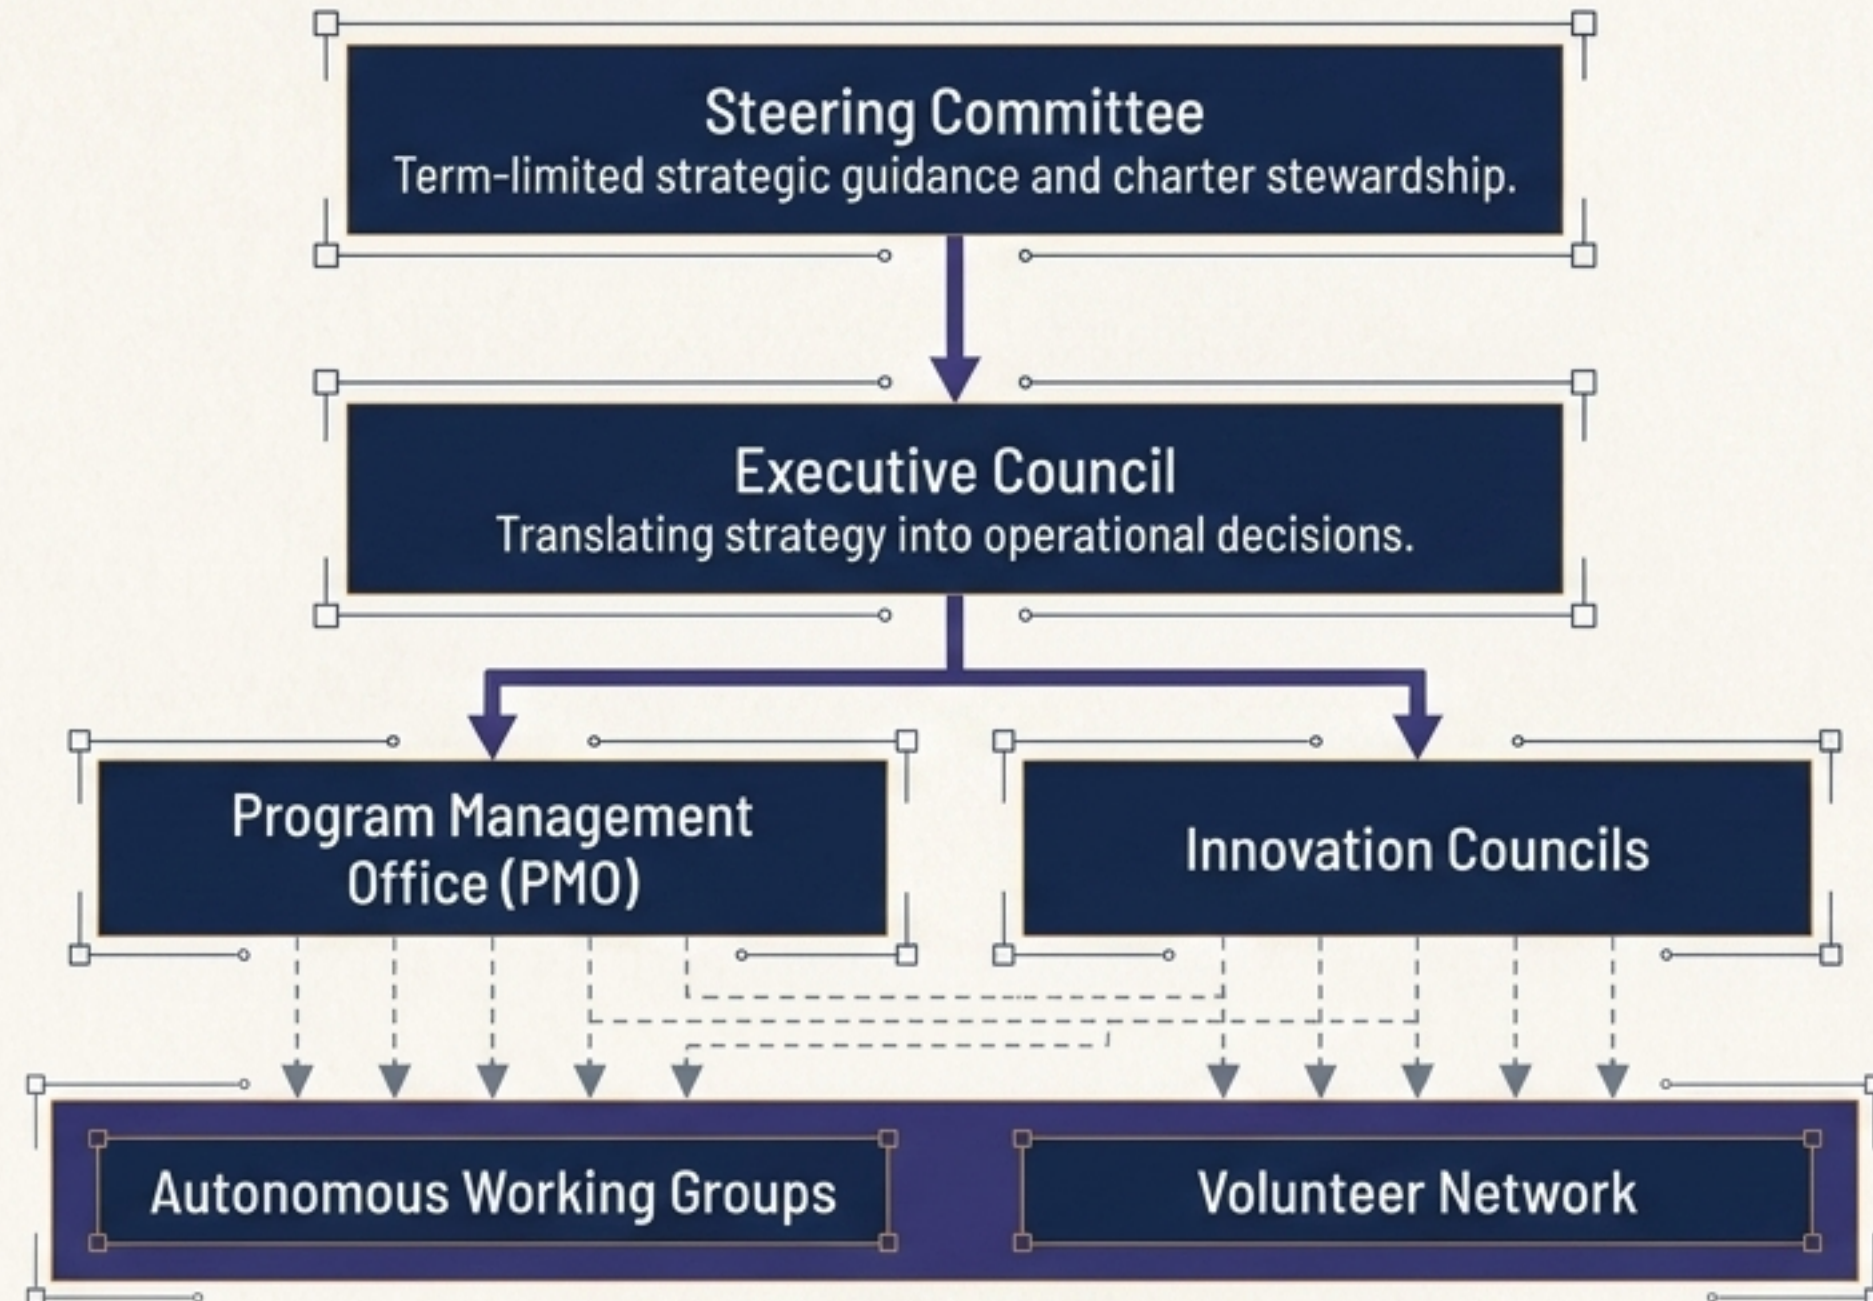 Steering Committee
Term-limited strategic guidance and charter stewardship.
Executive Council
Translating strategy into operational decisions.
Program Management
Office (PMO)
Innovation Councils
Autonomous Working Groups
Volunteer Network